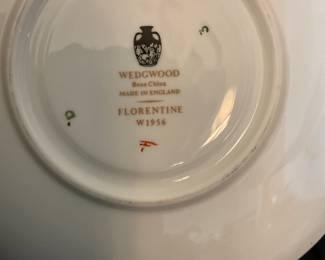 WEDGWOOD
Bone China
MADE IN ENGLAND
FLORENTINE
W1956